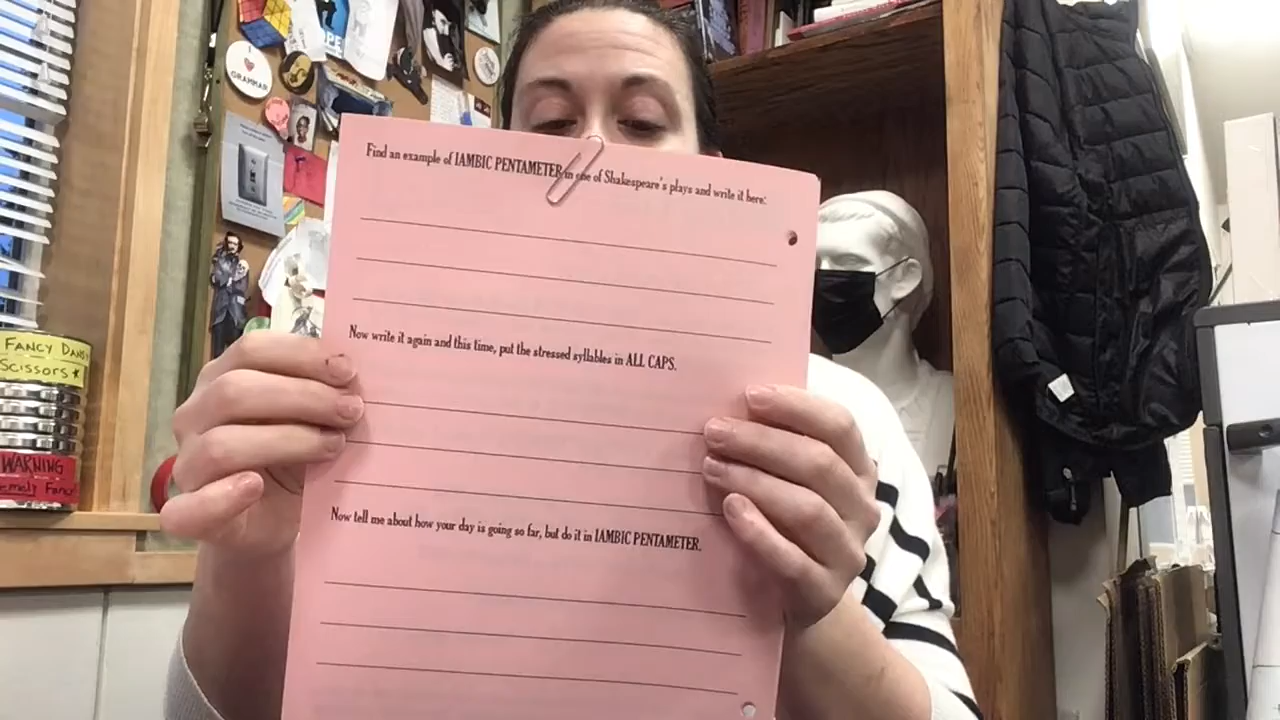 I
GRAMMAR
OPE
FANCY DANCY
SCISSORS*
WARNING
Find an example of IAMBIC PENTAMETER in one of Shakespeare's plays and write it here:
Now write it again and this time, put the stressed syllables in ALL CAPS.
Now tell me about how your day is going so far, but do it in IAMBIC PENTAMETER.